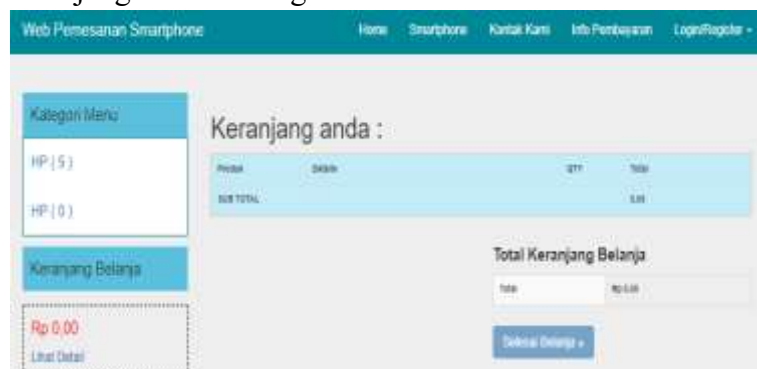 Web Pemesanan Smartphone Home Smartphone Kontak Kami Info Pembayaran Login/Register
Kategori Menu
HP ( 5 )
HP ( 0 )
Keranjang Belanja
Rp 0,00
Lihat Detail
Keranjang anda :
Produk QTY Total
SUB TOTAL 0,00
Total Keranjang Belanja
Total Rp 0,00
Selesai Belanja »